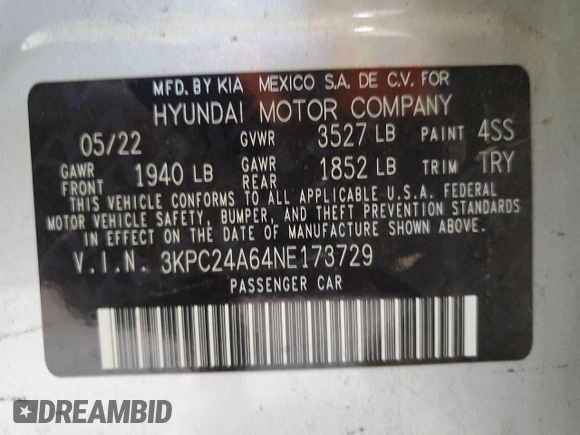 MFD. BY KIA MEXICO S.A. DE C.V. FOR
HYUNDAI MOTOR COMPANY
05/22 GVWR 3527 LB PAINT 4SS
GAWR FRONT 1940 LB GAWR REAR 1852 LB TRIM TRY
THIS VEHICLE CONFORMS TO ALL APPLICABLE U.S.A. FEDERAL
MOTOR VEHICLE SAFETY, BUMPER, AND THEFT PREVENTION STANDARDS
IN EFFECT ON THE DATE OF MANUFACTURE SHOWN ABOVE.
V.I.N. 3KPC24A64NE173729
PASSENGER CAR
DREAMBID